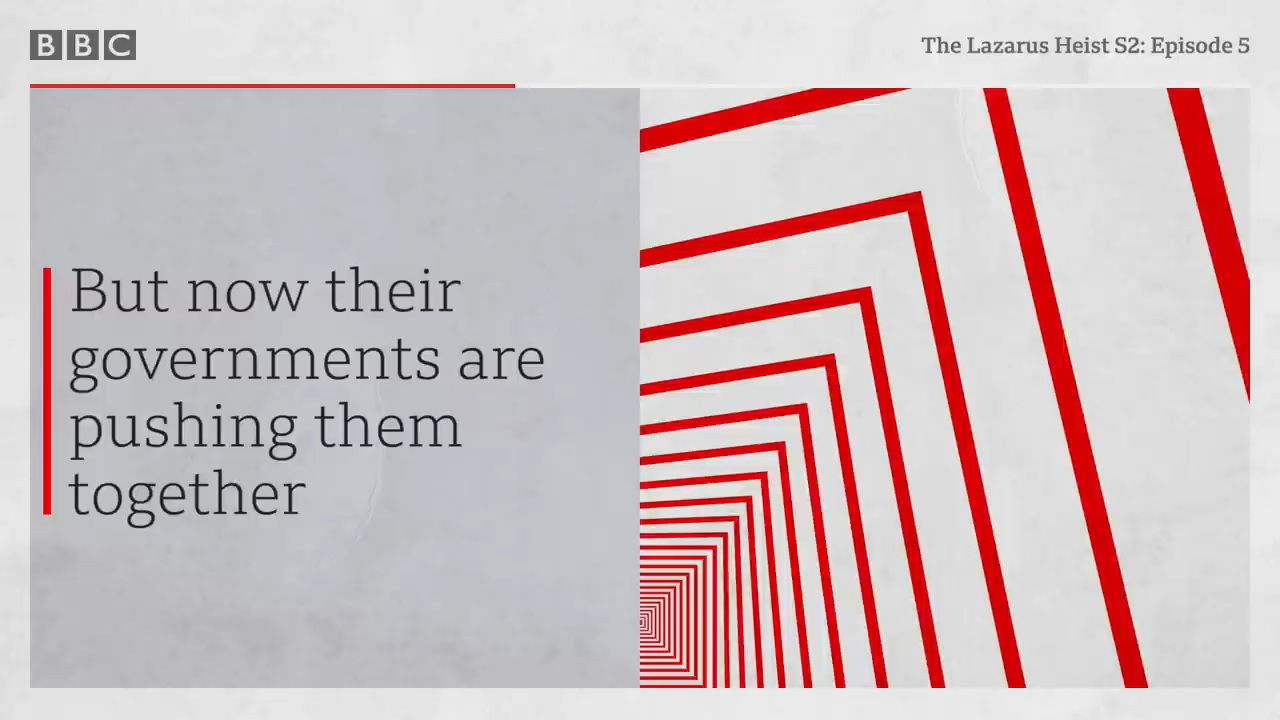 BBC
The Lazarus Heist S2: Episode 5
But now their
governments are
pushing them
together